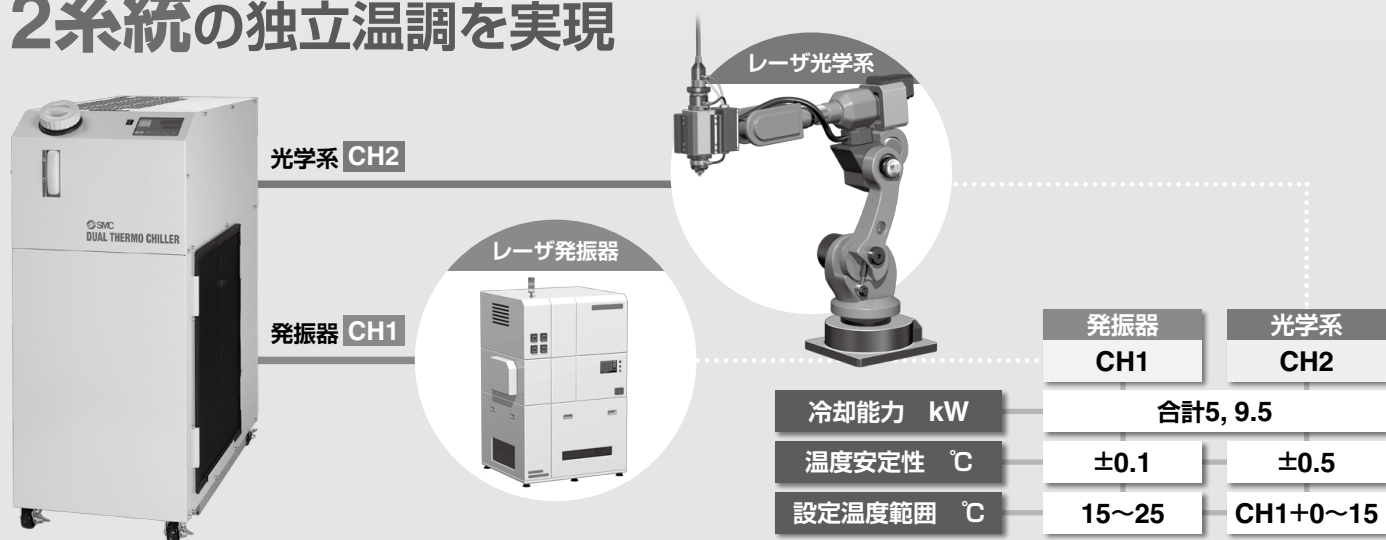 2系統の独立温調を実現
レーザ光学系
光学系 CH2
SMC
DUAL THERMO CHILLER
レーザ発振器
発振器 CH1
発振器 光学系
CH1 CH2
冷却能力 kW 合計5, 9.5
温度安定性 ℃ ±0.1 ±0.5
設定温度範囲 ℃ 15〜25 CH1+0〜15